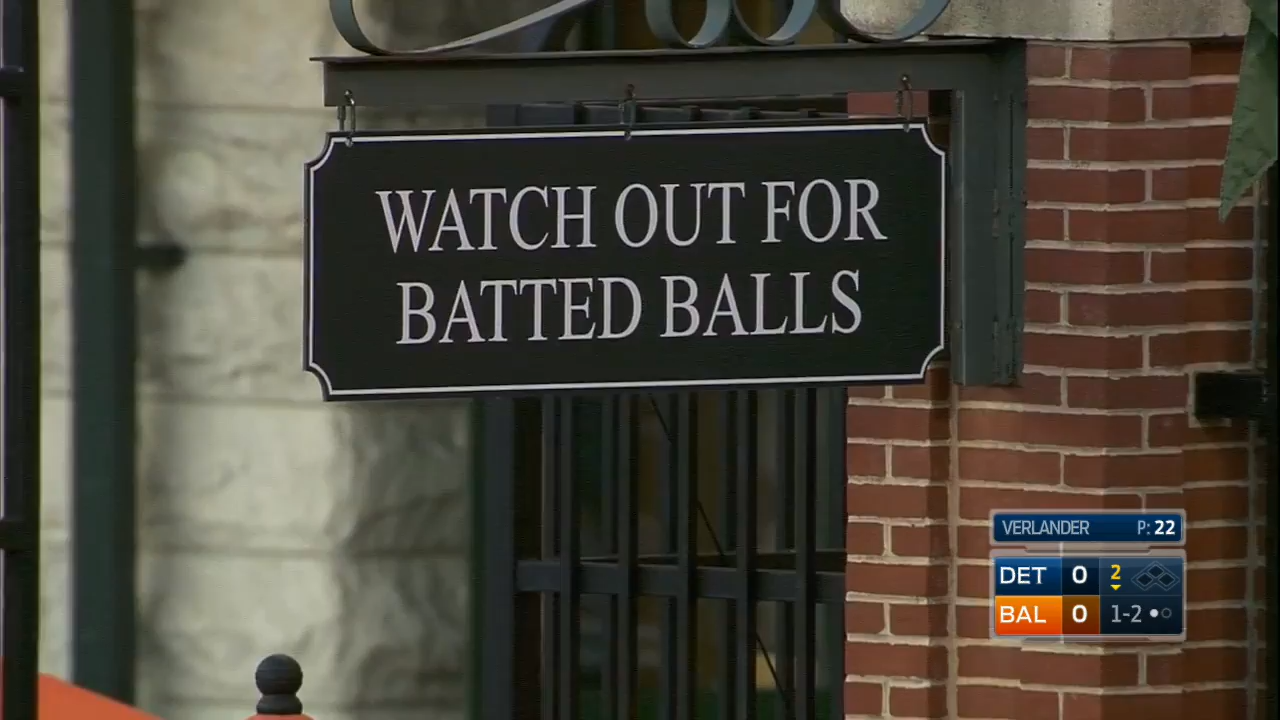 WATCH OUT FOR
BATTED BALLS
VERLANDER P: 22
DET 0 2
BAL 0 1-2